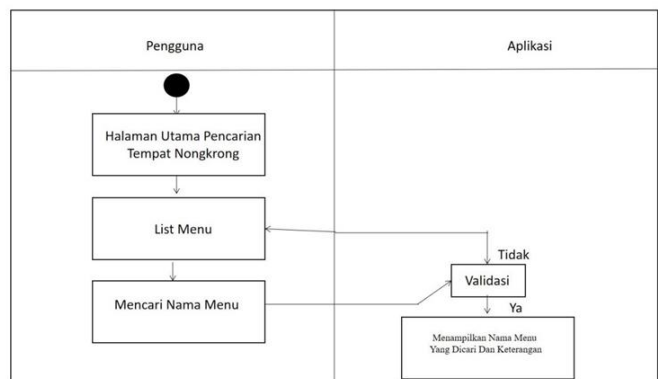 Pengguna
Aplikasi
Halaman Utama Pencarian
Tempat Nongkrong
List Menu
Tidak
Validasi
Mencari Nama Menu
Ya
Menampilkan Nama Menu
Yang Dicari Dan Keterangan